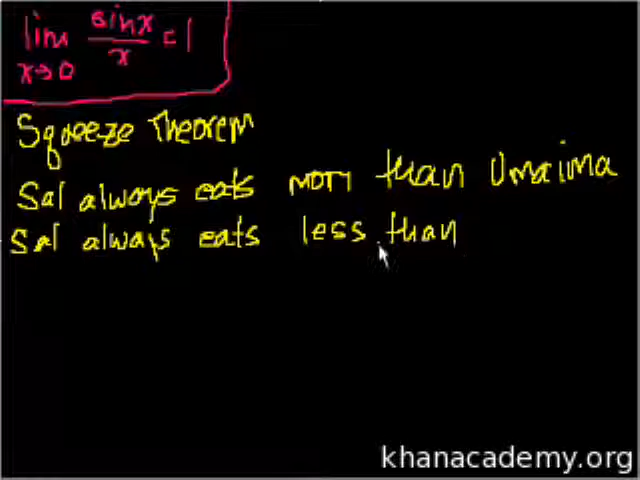 lim sinx/x = 1
x→0
Squeeze Theorem
Sal always eats more than Umaima
Sal always eats less than
khanacademy.org